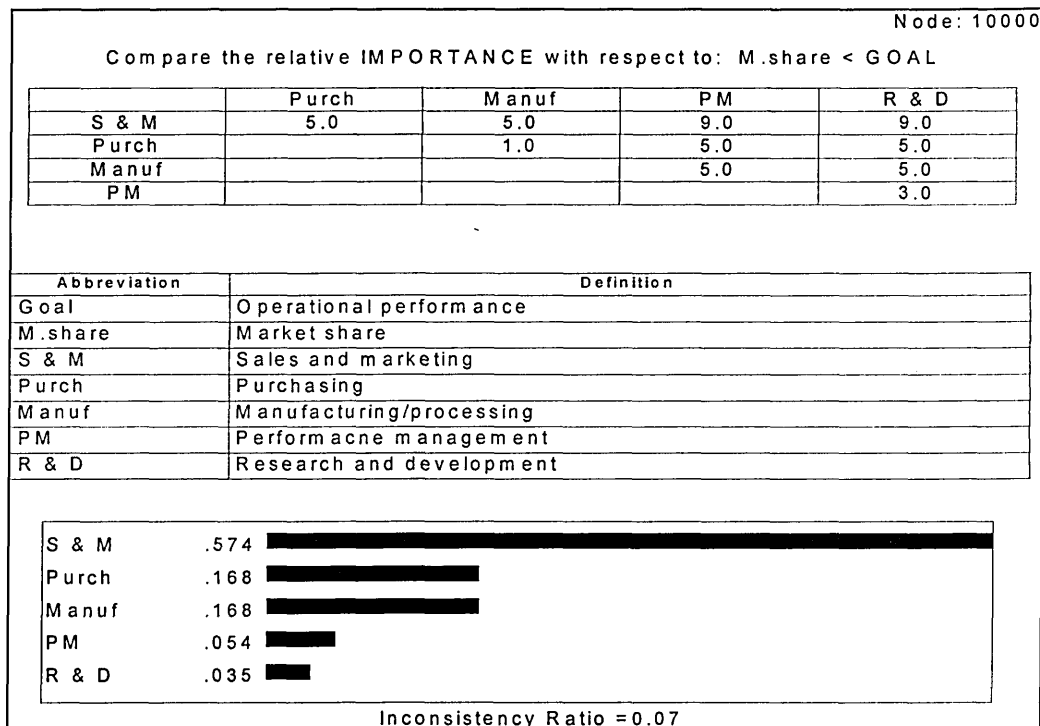 Node: 10000
Compare the relative IMPORTANCE with respect to: M.share < GOAL
Purch Manuf PM R & D
S & M 5.0 5.0 9.0 9.0
Purch 1.0 5.0 5.0
Manuf 5.0 5.0
PM 3.0
Abbreviation Definition
Goal Operational performance
M.share Market share
S & M Sales and marketing
Purch Purchasing
Manuf Manufacturing/processing
PM Performacne management
R & D Research and development
S & M .574
Purch .168
Manuf .168
PM .054
R & D .035
Inconsistency Ratio =0.07